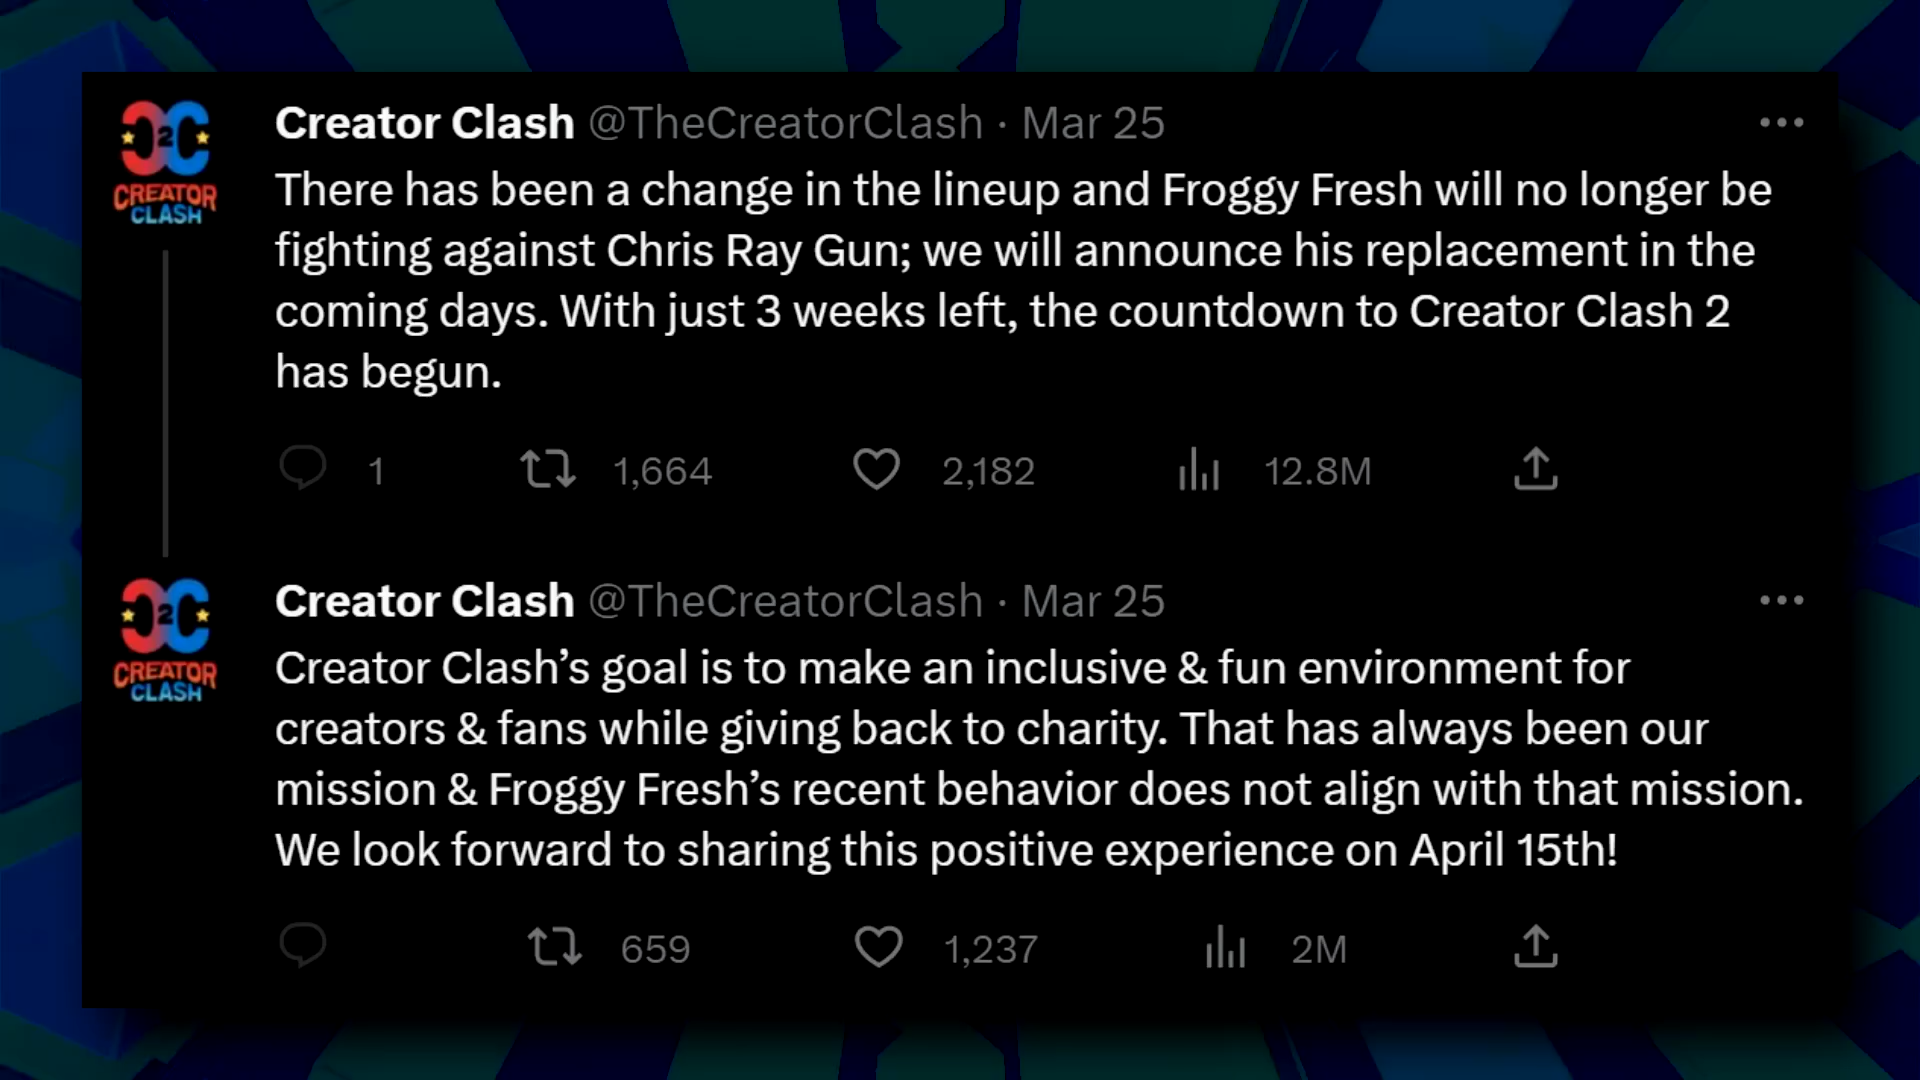 Creator Clash @TheCreatorClash · Mar 25
There has been a change in the lineup and Froggy Fresh will no longer be
fighting against Chris Ray Gun; we will announce his replacement in the
coming days. With just 3 weeks left, the countdown to Creator Clash 2
has begun.
1 1,664 2,182 12.8M
C2C
CREATOR
CLASH
Creator Clash @TheCreatorClash · Mar 25
Creator Clash’s goal is to make an inclusive & fun environment for
creators & fans while giving back to charity. That has always been our
mission & Froggy Fresh’s recent behavior does not align with that mission.
We look forward to sharing this positive experience on April 15th!
659 1,237 2M
C2C
CREATOR
CLASH